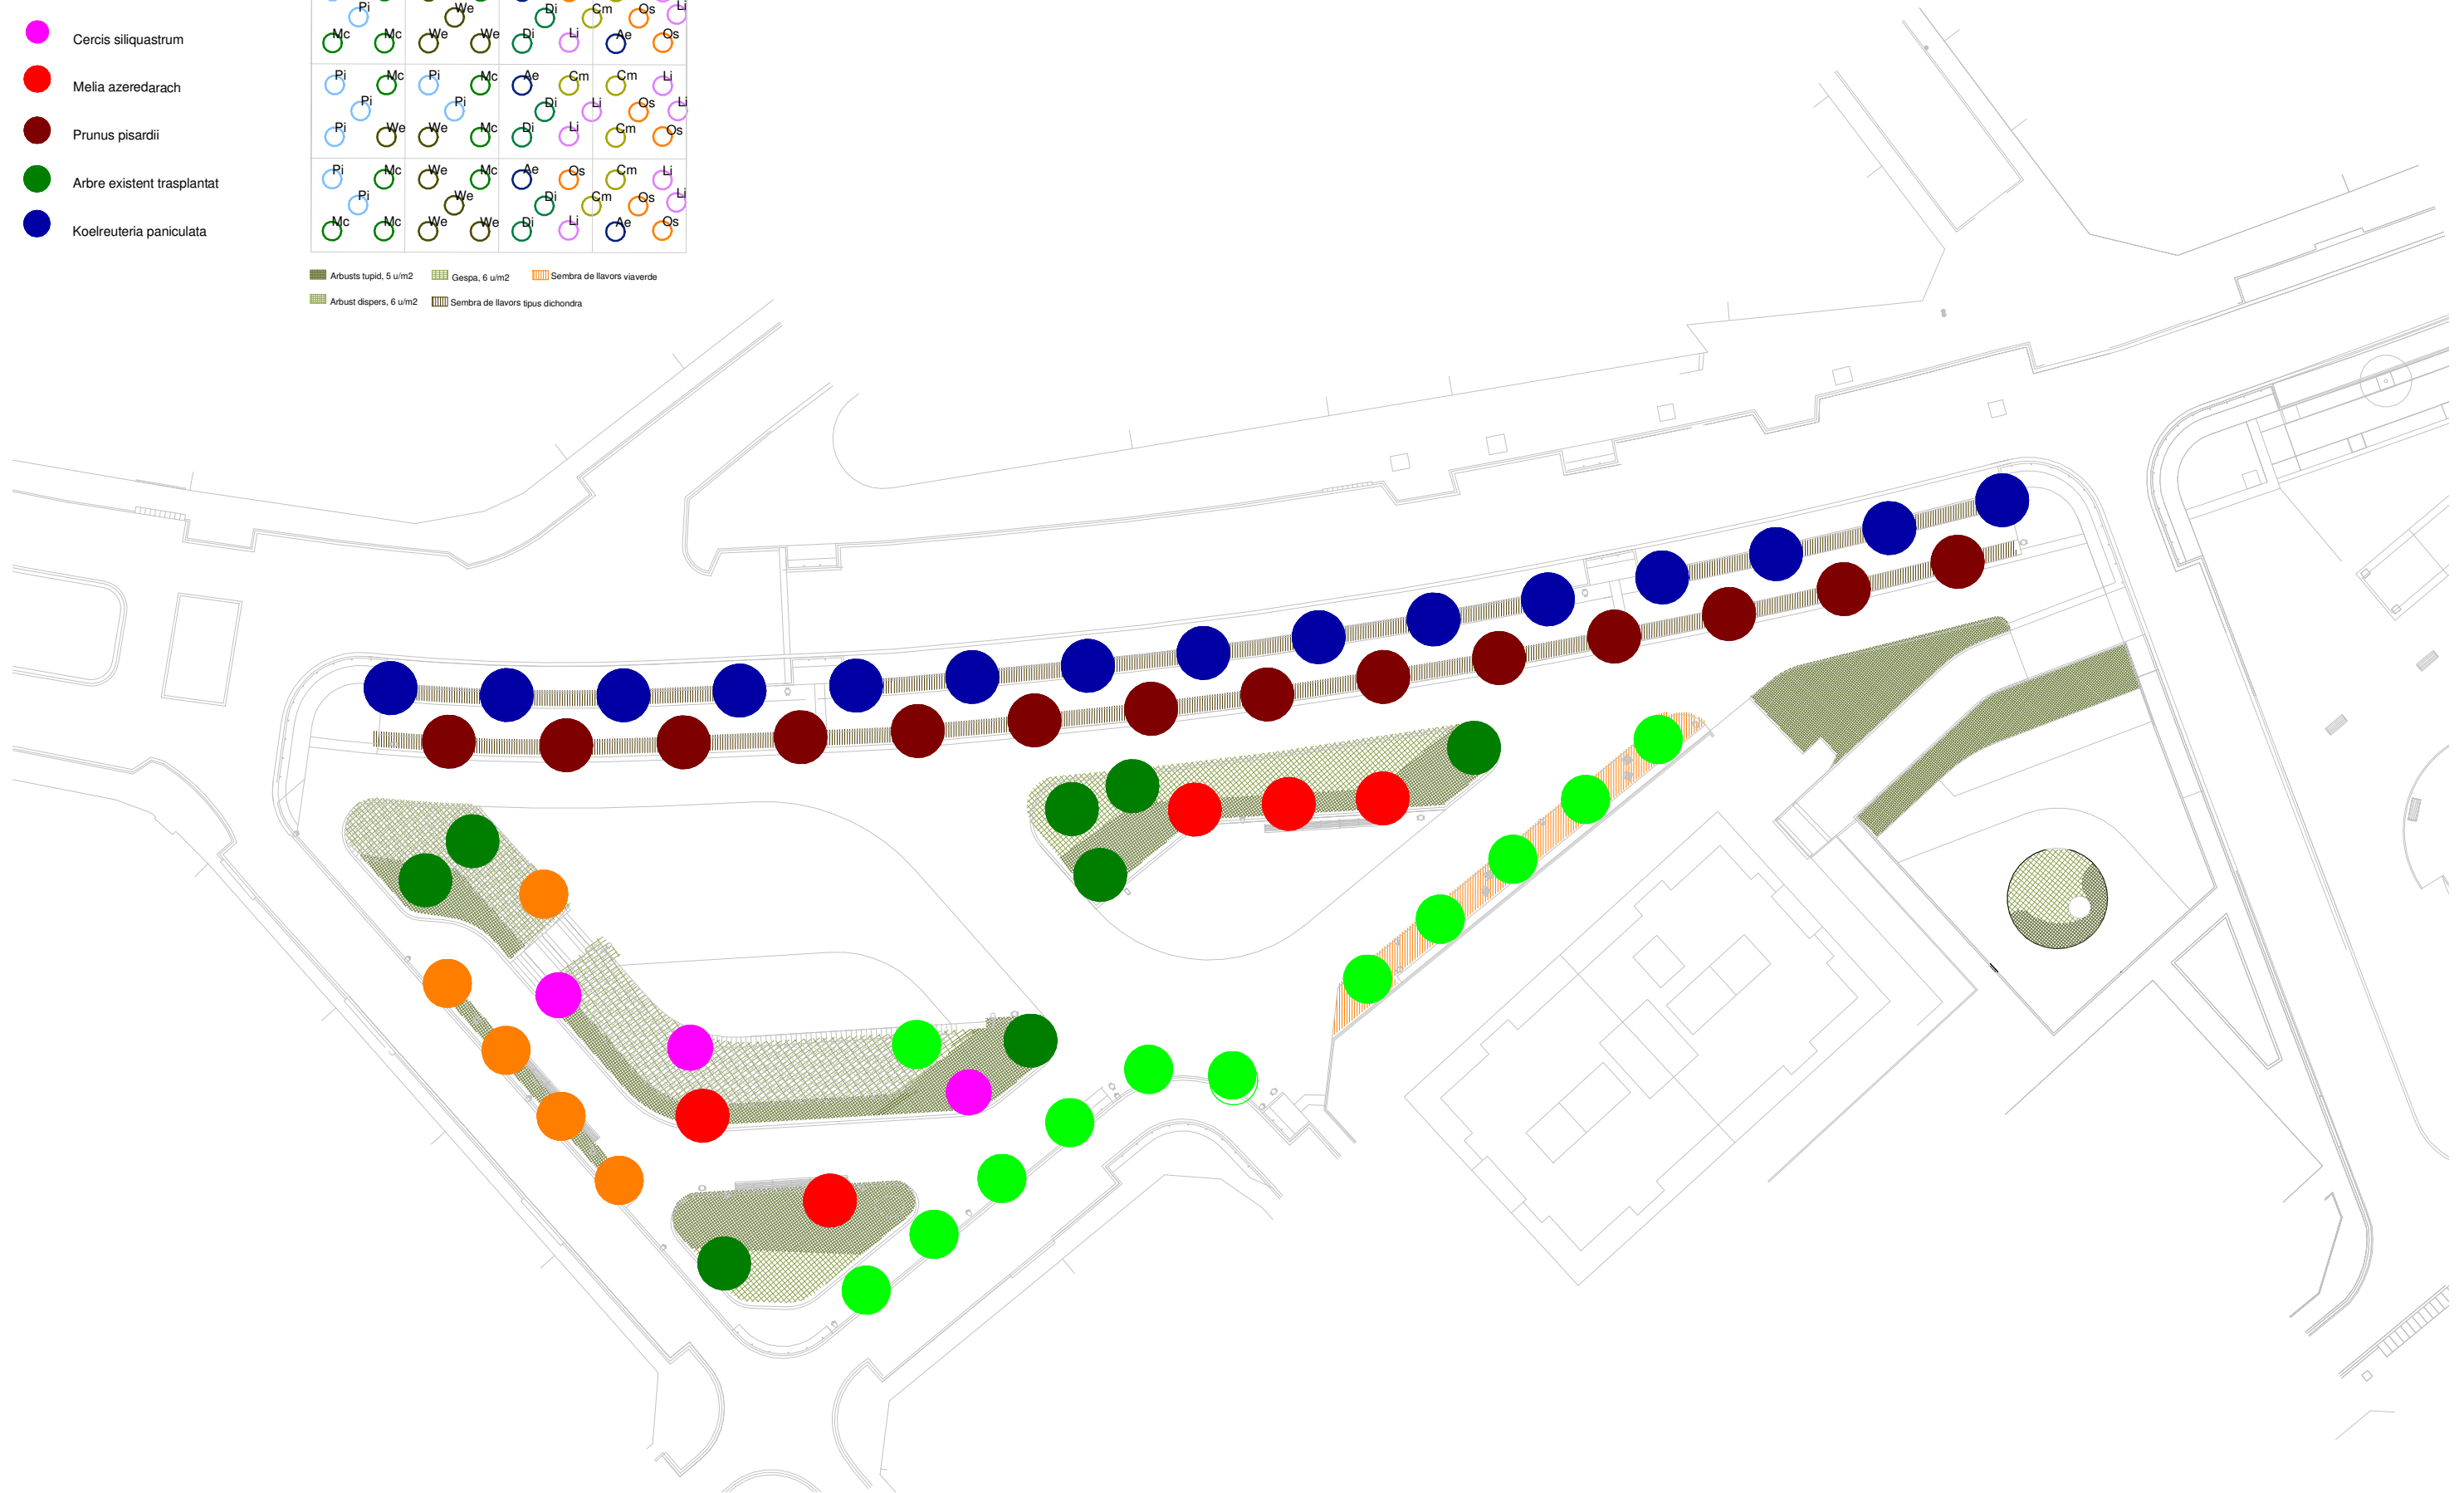 Cercis siliquastrum
Melia azeredarach
Prunus pisardii
Arbre existent trasplantat
Koelreuteria paniculata
Pi We Di Cm Os Li
Mc Mc We We Di Li Ae Os
Pi Mc Pi Mc Ae Cm Cm Li
Pi Pi Di Li Os Li
Pi We We Mc Di Li Cm Os
Pi Mc We Mc Ae Os Cm Li
Pi We Di Cm Os Li
Mc Mc We We Di Li Ae Os
Arbusts tupid, 5 u/m2 Gespa, 6 u/m2 Sembra de llavors viaverde
Arbust dispers, 6 u/m2 Sembra de llavors tipus dichondra